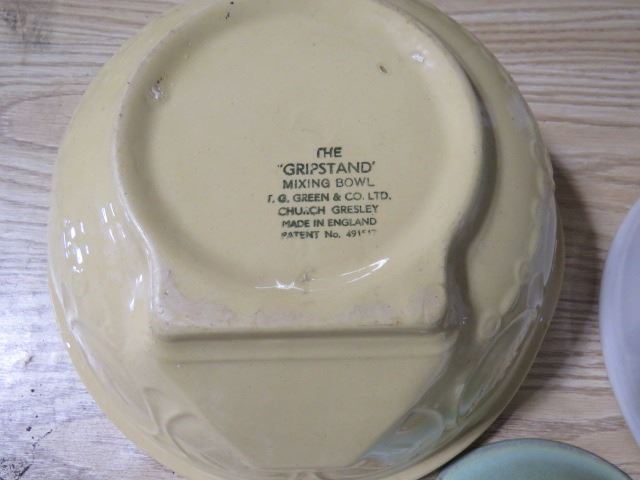 THE
"GRIPSTAND"
MIXING BOWL
T. G. GREEN & CO. LTD.
CHURCH GRESLEY
MADE IN ENGLAND
PATENT No.